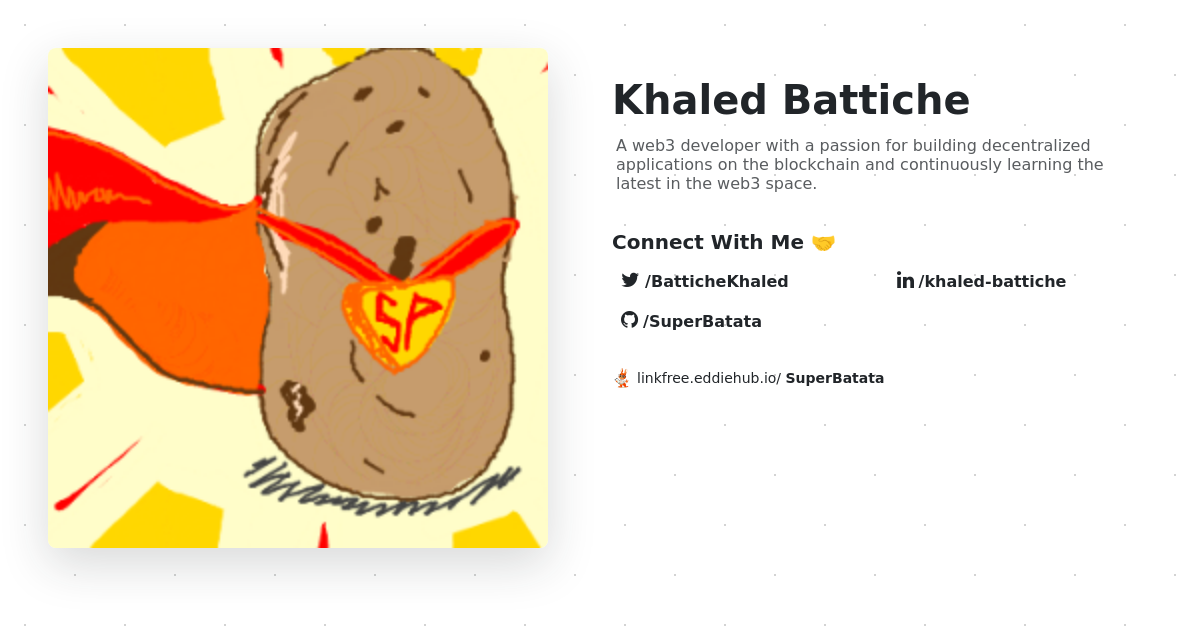 SP
Khaled Battiche
A web3 developer with a passion for building decentralized
applications on the blockchain and continuously learning the
latest in the web3 space.
Connect With Me 🤝
/BatticheKhaled
/khaled-battiche
/SuperBatata
linkfree.eddiehub.io/ SuperBatata